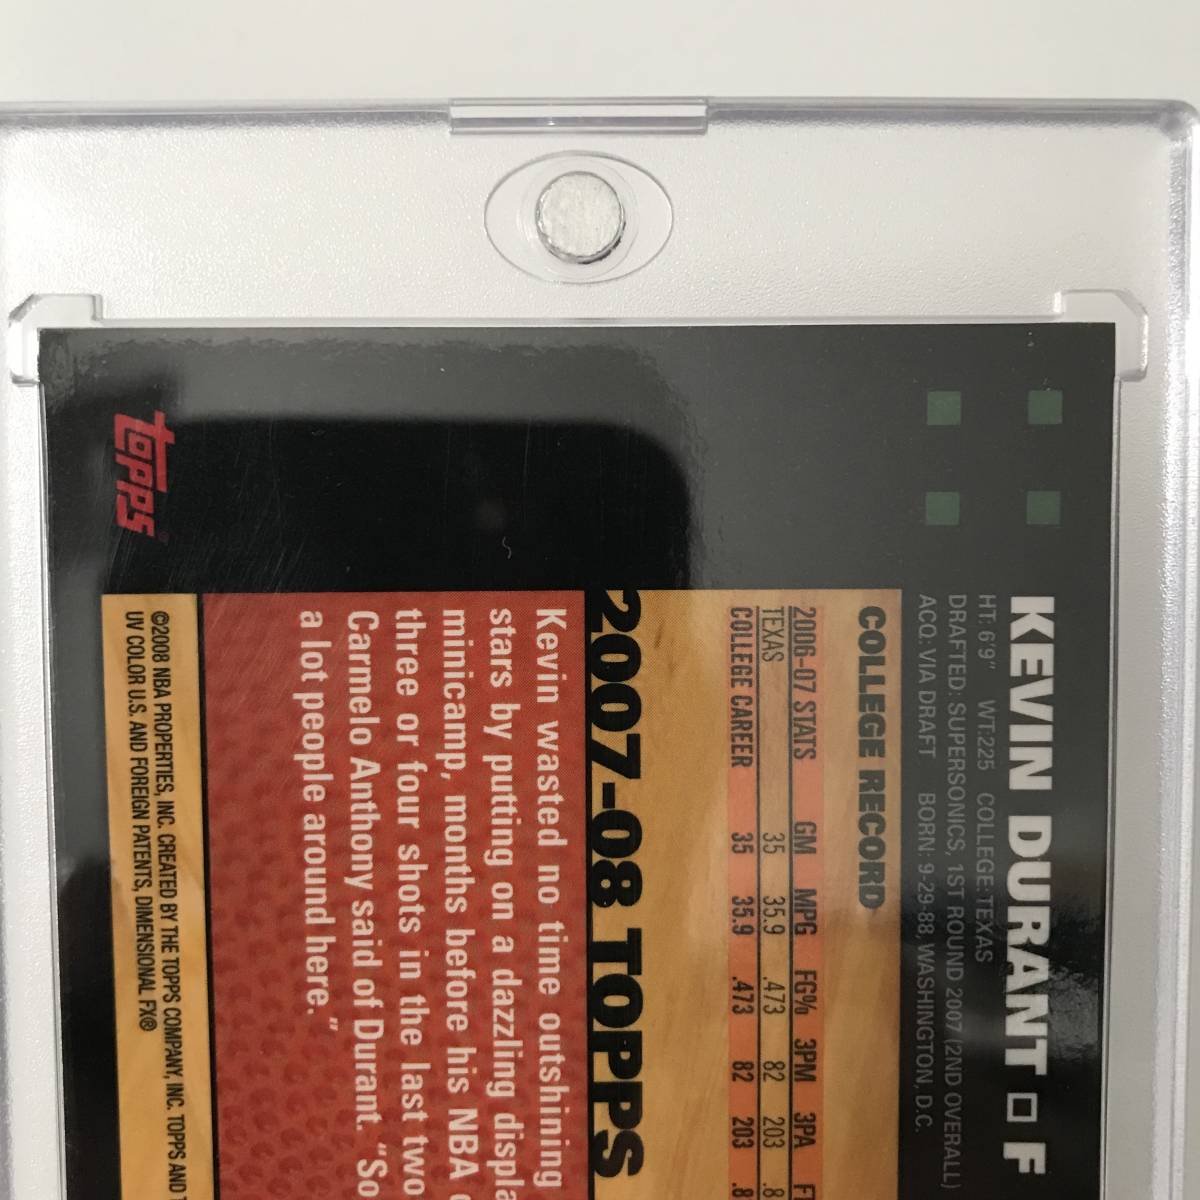 KEVIN DURANT □ F
HT: 6'9" WT: 225 COLLEGE: TEXAS
DRAFTED: SUPERSONICS, 1ST ROUND 2007 (2ND OVERALL)
ACQ: VIA DRAFT BORN: 9-29-88, WASHINGTON, D.C.
COLLEGE RECORD
2006-07 STATS GM MPG FG% 3PM 3PA
TEXAS 35 35.9 .473 82 203 .8
COLLEGE CAREER 35 35.9 .473 82 203 .8
2007-08 TOPPS
Kevin wasted no time outshining
stars by putting on a dazzling
minicamp, months before his NBA
three or four shots in the last two
Carmelo Anthony said of Durant. "So
a lot people around here."
©2008 NBA PROPERTIES, INC. CREATED BY THE TOPPS COMPANY, INC. TOPPS AND
UV COLOR U.S. AND FOREIGN PATENTS, DIMENSIONAL FX®
topps®